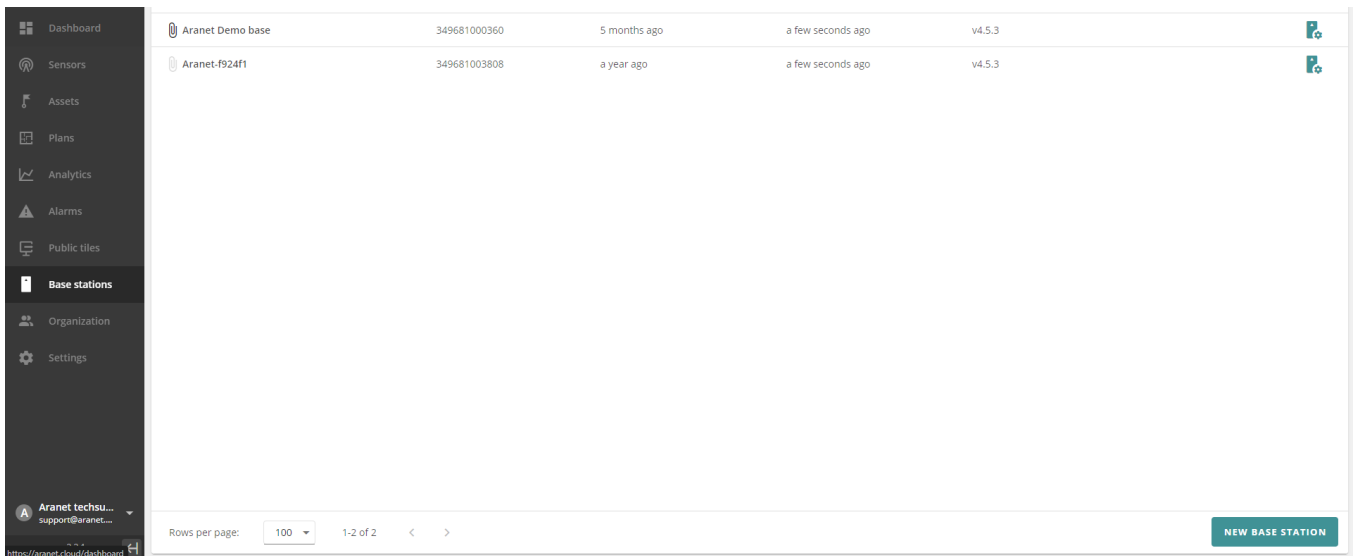 Dashboard
Aranet Demo base 349681000360 5 months ago a few seconds ago v4.5.3
Sensors
Aranet-f924f1 349681003808 a year ago a few seconds ago v4.5.3
Assets
Plans
Analytics
Alarms
Public tiles
Base stations
Organization
Settings
A
Aranet techsu...
support@aranet....
Rows per page: 100 1-2 of 2
NEW BASE STATION
https://aranet.cloud/dashboard